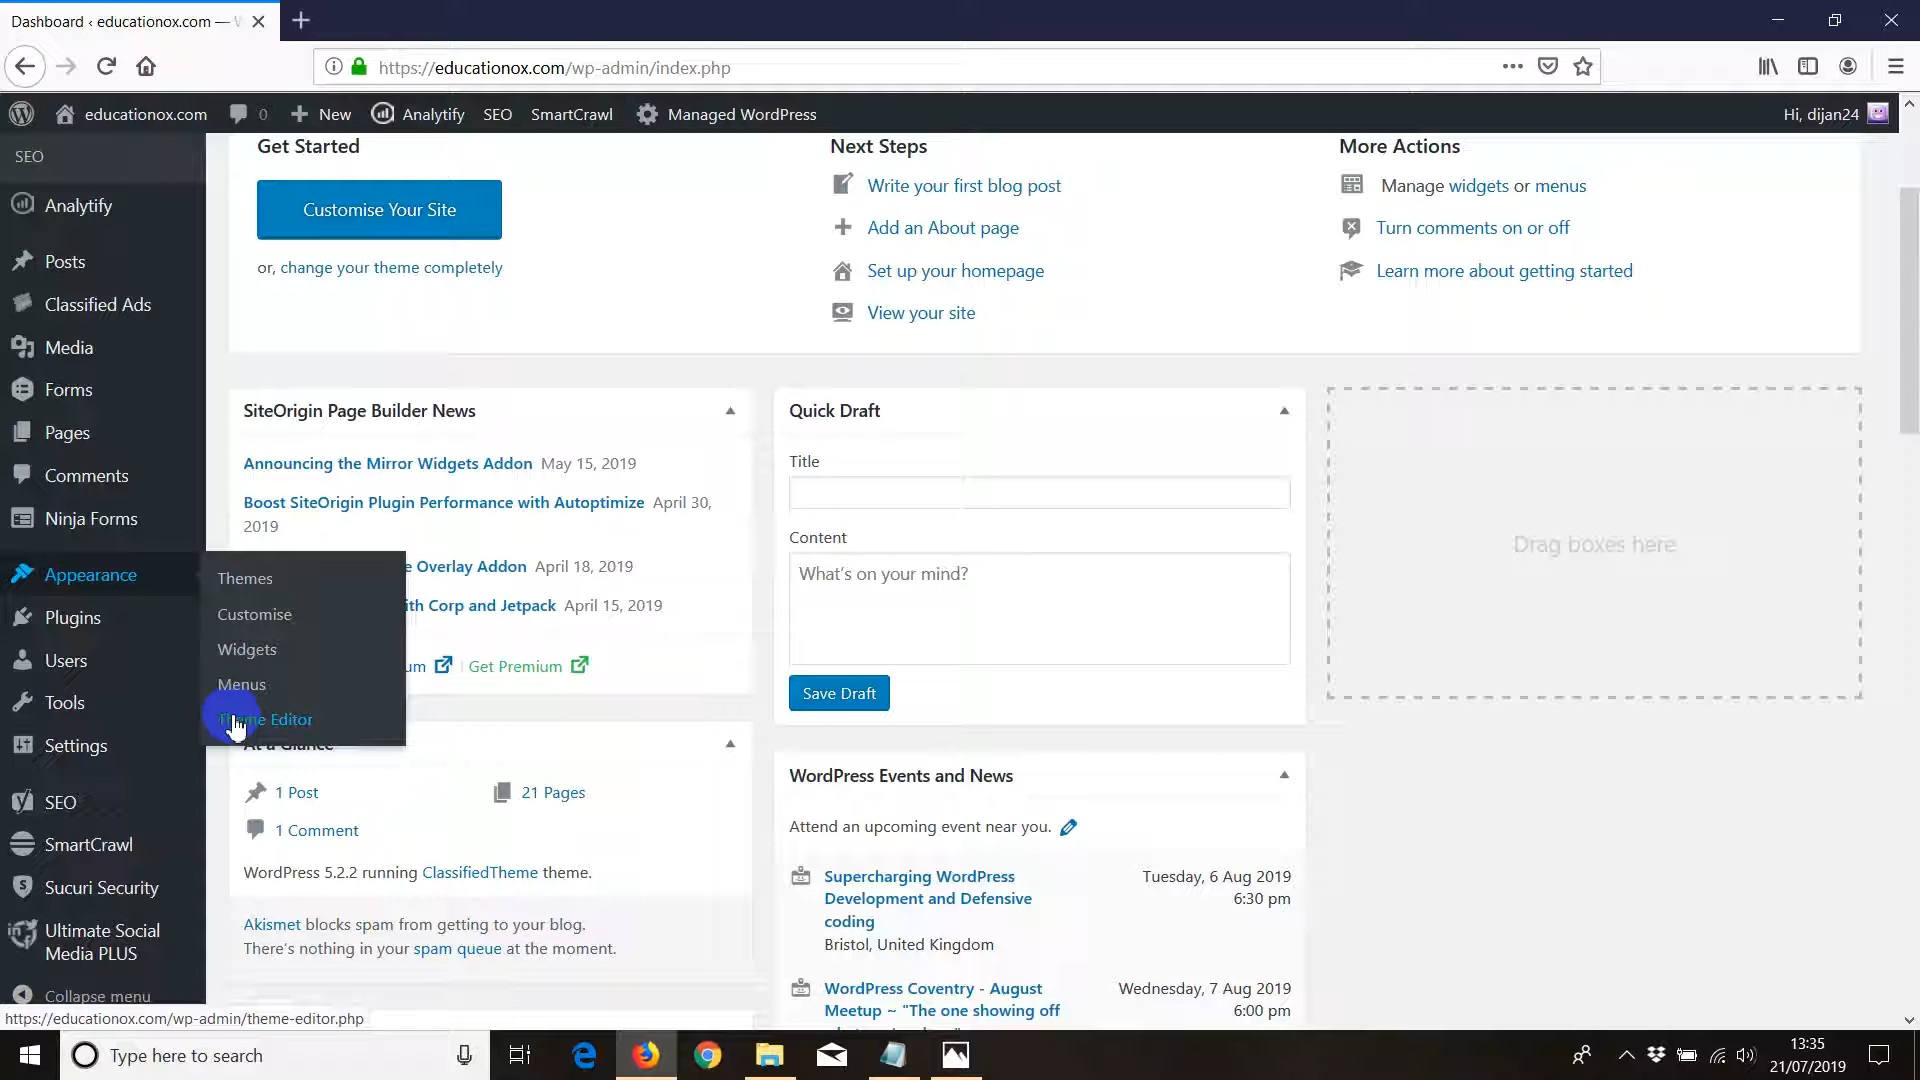 Dashboard ‹ educationox.com — W
https://educationox.com/wp-admin/index.php
educationox.com 0 New Analytify SEO SmartCrawl Managed WordPress Hi, dijan24
SEO
Analytify
Posts
Classified Ads
Media
Forms
Pages
Comments
Ninja Forms
Appearance
Plugins
Users
Tools
Settings
SEO
SmartCrawl
Sucuri Security
Ultimate Social
Media PLUS
Collapse menu
Themes
Customise
Widgets
Menus
Theme Editor
Get Started
Customise Your Site
or, change your theme completely
Next Steps
Write your first blog post
Add an About page
Set up your homepage
View your site
More Actions
Manage widgets or menus
Turn comments on or off
Learn more about getting started
SiteOrigin Page Builder News
Announcing the Mirror Widgets Addon May 15, 2019
Boost SiteOrigin Plugin Performance with Autoptimize April 30,
2019
e Overlay Addon April 18, 2019
ith Corp and Jetpack April 15, 2019
um Get Premium
At a Glance
1 Post 21 Pages
1 Comment
WordPress 5.2.2 running ClassifiedTheme theme.
Akismet blocks spam from getting to your blog.
There's nothing in your spam queue at the moment.
Quick Draft
Title
Content
What's on your mind?
Save Draft
WordPress Events and News
Attend an upcoming event near you.
Supercharging WordPress
Development and Defensive
coding
Bristol, United Kingdom
Tuesday, 6 Aug 2019
6:30 pm
WordPress Coventry - August
Meetup ~ "The one showing off
Wednesday, 7 Aug 2019
6:00 pm
Drag boxes here
https://educationox.com/wp-admin/theme-editor.php
Type here to search
13:35
21/07/2019